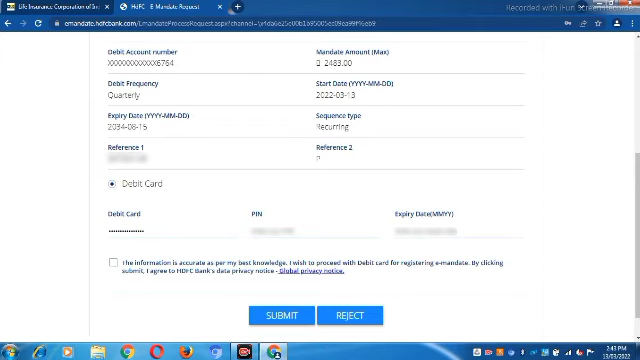 Recorded with iFun Screen Recorder
Life Insurance Corporation of Ind
HdFC E-Mandate Request
emandate.hdfcbank.com/EmandateProcessRequest.aspx?channel=
Debit Account number
Mandate Amount (Max)
XXXXXXXXXXXX6764
2483.00
Debit Frequency
Start Date (YYYY-MM-DD)
Quarterly
2022-03-13
Expiry Date (YYYY-MM-DD)
Sequence type
2034-08-15
Recurring
Reference 1
Reference 2
P
Debit Card
Debit Card
PIN
Expiry Date(MMYY)
The information is accurate as per my best knowledge. I wish to proceed with Debit card for registering e-mandate. By clicking
submit, I agree to HDFC Bank's data privacy notice - Global privacy notice.
SUBMIT
REJECT
2:43 PM
13/03/2022